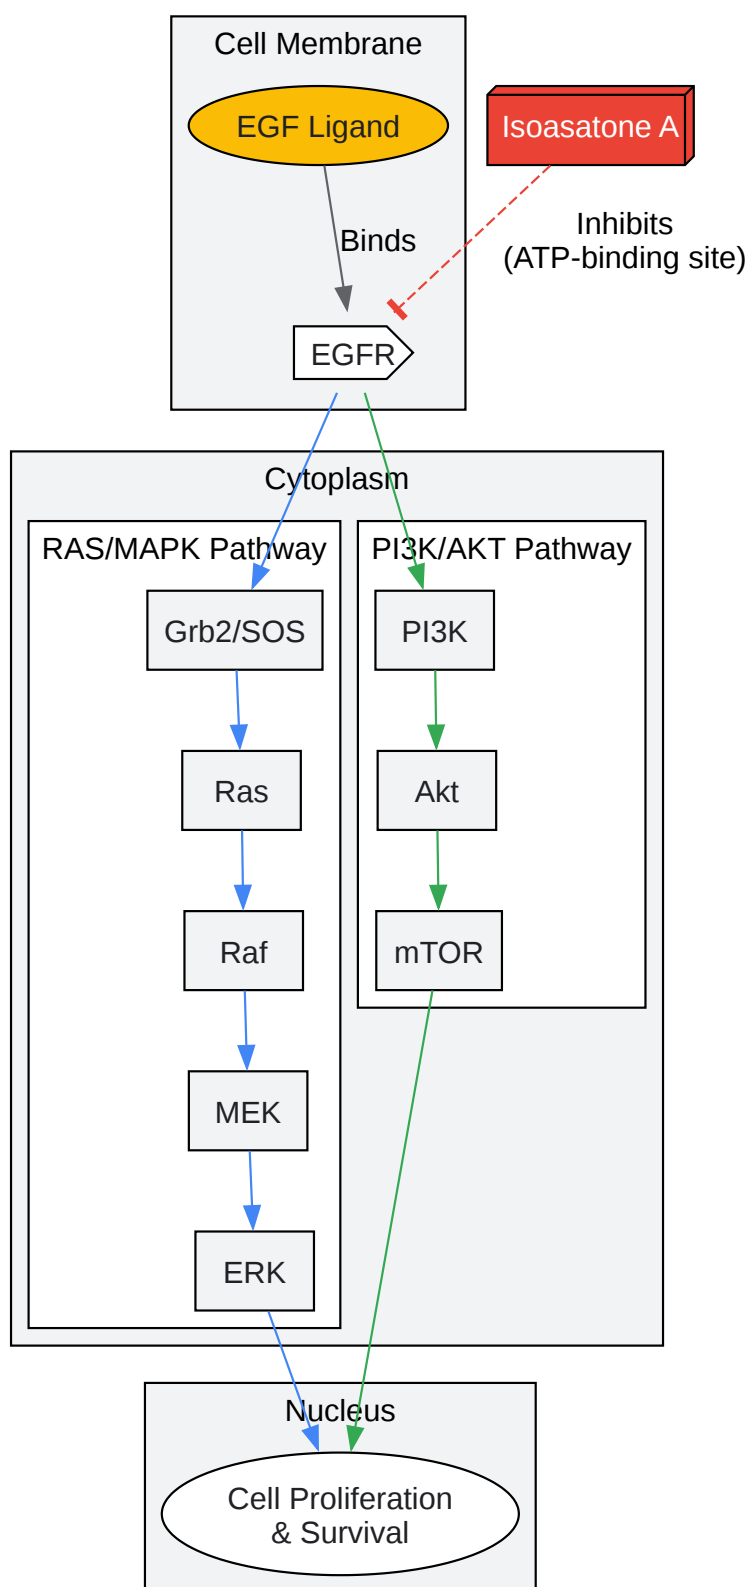 Cell Membrane
EGF Ligand
Isoasatone A
Binds
Inhibits
(ATP-binding site)
EGFR
Cytoplasm
RAS/MAPK Pathway
PI3K/AKT Pathway
Grb2/SOS
PI3K
Ras
Akt
Raf
mTOR
MEK
ERK
Nucleus
Cell Proliferation
& Survival